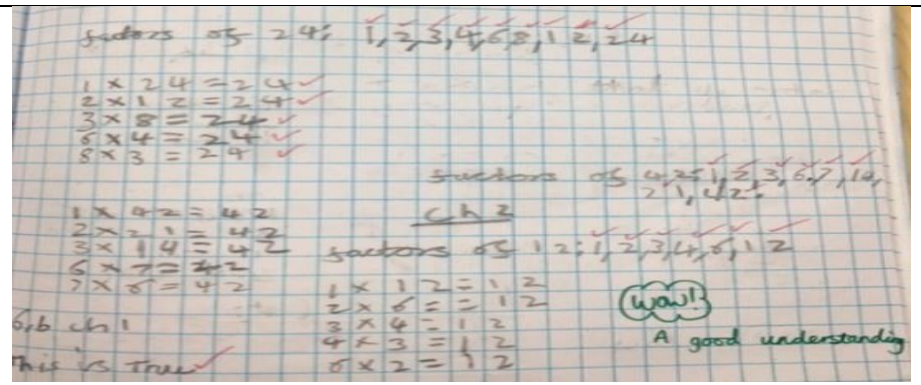 factors of 24: 1,2,3,4,6,8,12,24
1 x 24 = 24
2 x 12 = 24
3 x 8 = 24
6 x 4 = 24
8 x 3 = 24
factors of 42: 1,2,3,6,7,14,
21,42.
1 x 42 = 42
2 x 21 = 42
3 x 14 = 42
6 x 7 = 42
7 x 6 = 42
6,b ch1
This is True
ch2
factors of 12: 1,2,3,4,6,12
1 x 12 = 12
2 x 6 = = 12
3 x 4 = 12
4 x 3 = 12
6 x 2 = 12
Wow!
A good understanding